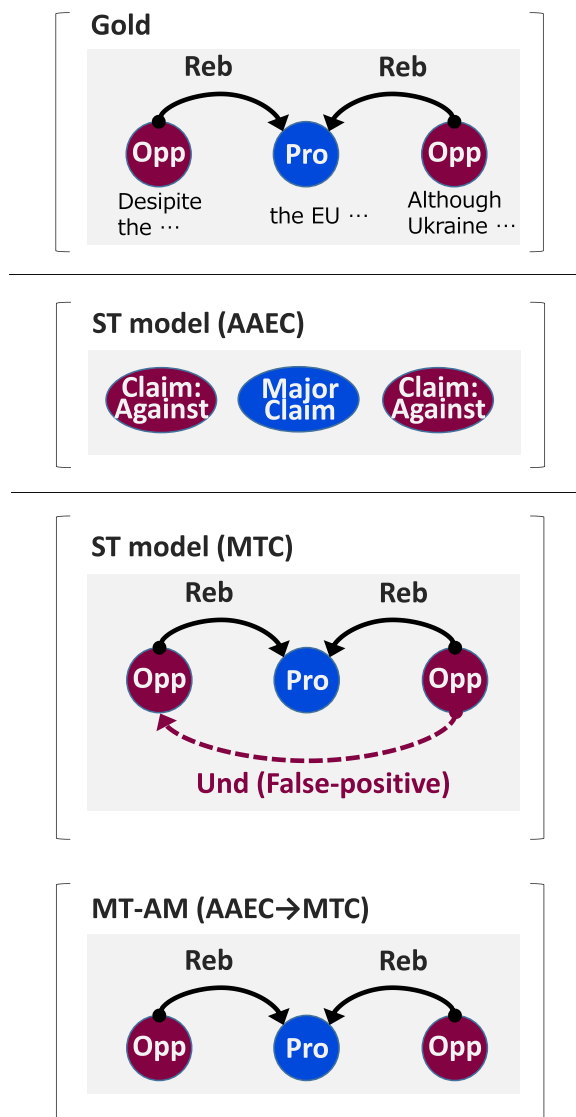 Gold
Reb Reb
Opp Pro Opp
Desipite the ⋯
the EU ⋯
Although Ukraine ⋯
ST model (AAEC)
Claim: Against
Major Claim
Claim: Against
ST model (MTC)
Reb Reb
Opp Pro Opp
Und (False-positive)
MT-AM (AAEC→MTC)
Reb Reb
Opp Pro Opp